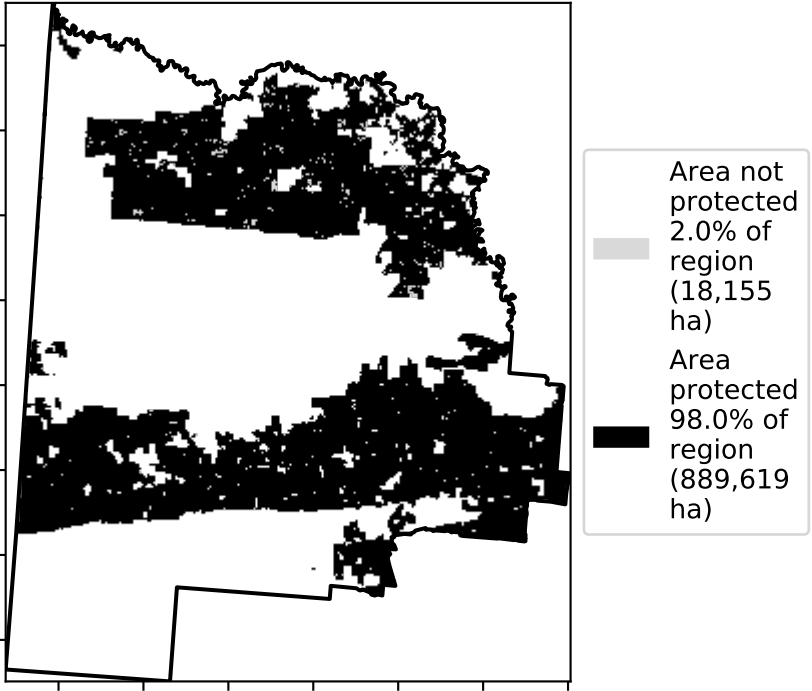 Area not
protected
2.0% of
region
(18,155
ha)
Area
protected
98.0% of
region
(889,619
ha)